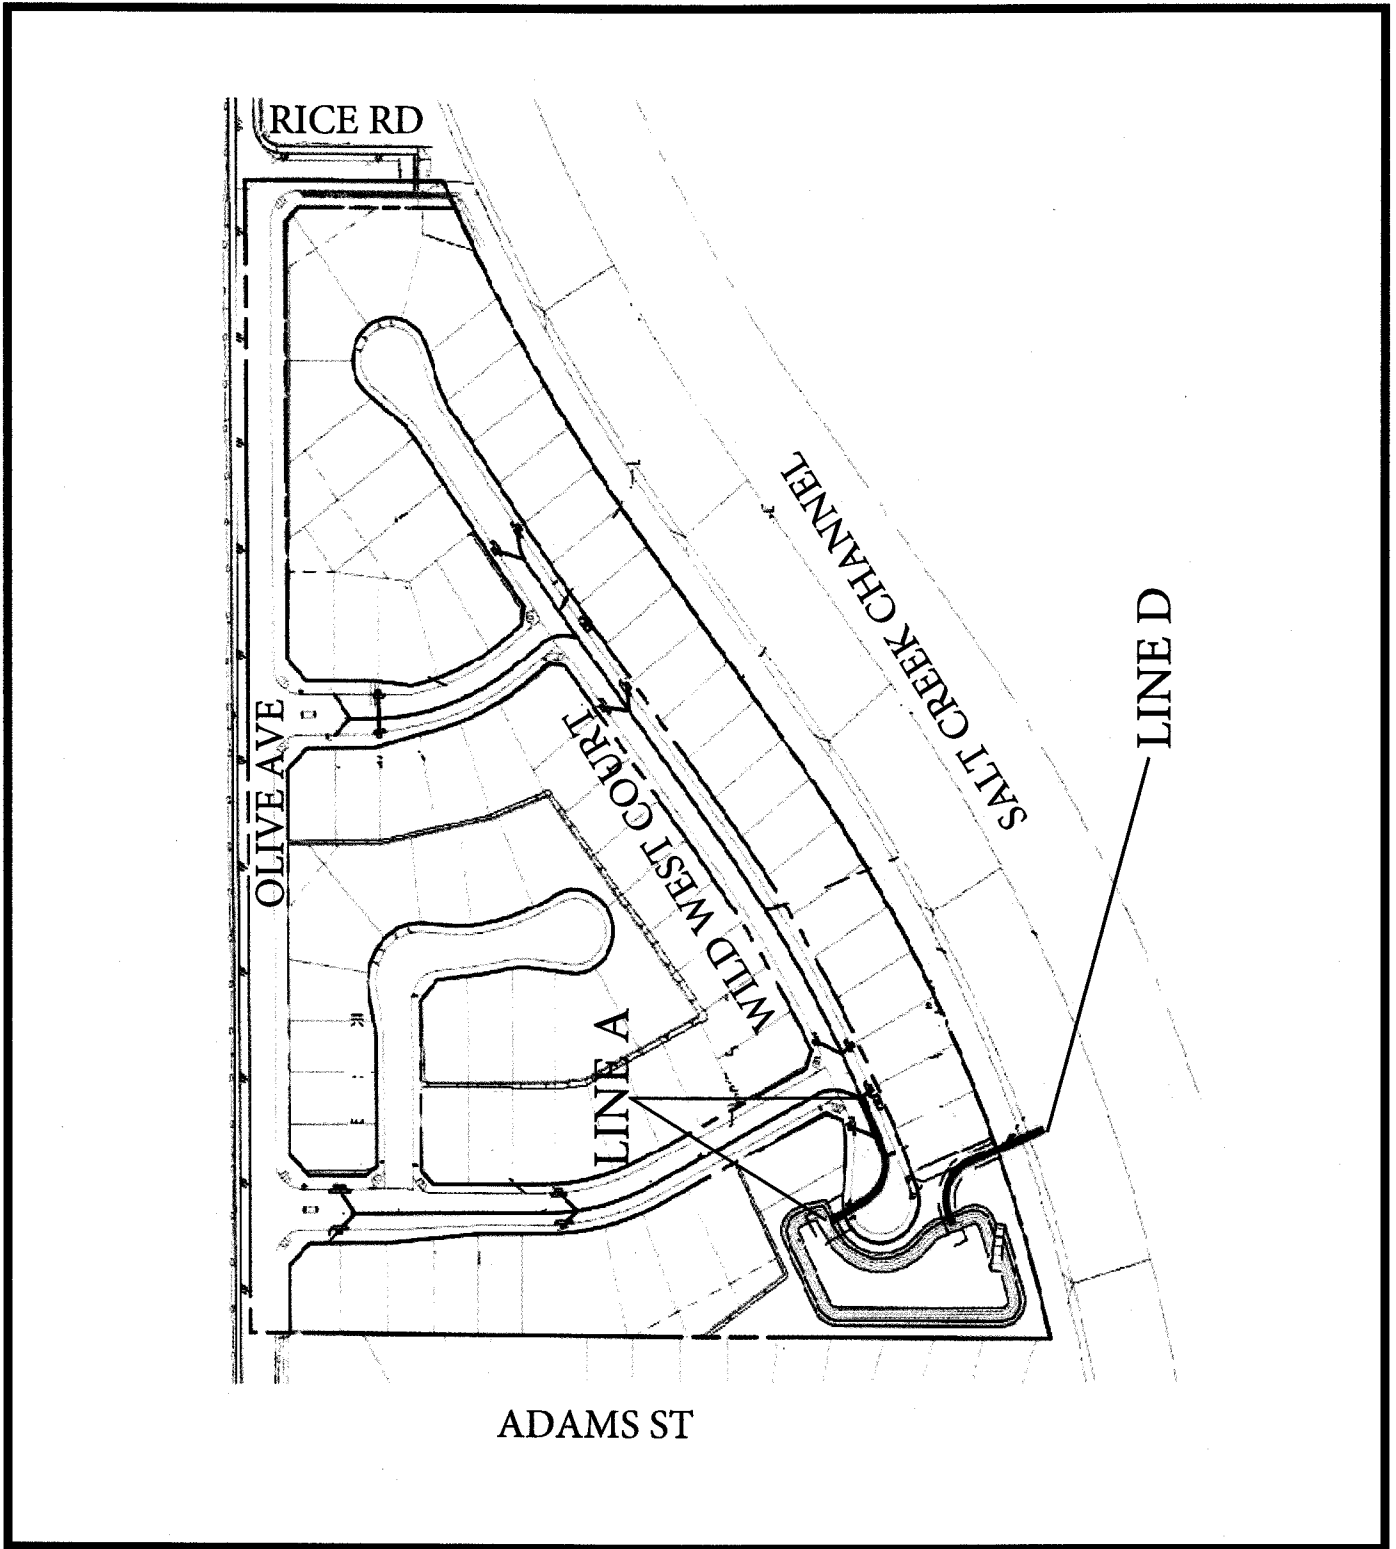 RICE RD
SALT CREEK CHANNEL
LINE D
OLIVE AVE
WILD WEST COURT
LINE A
ADAMS ST